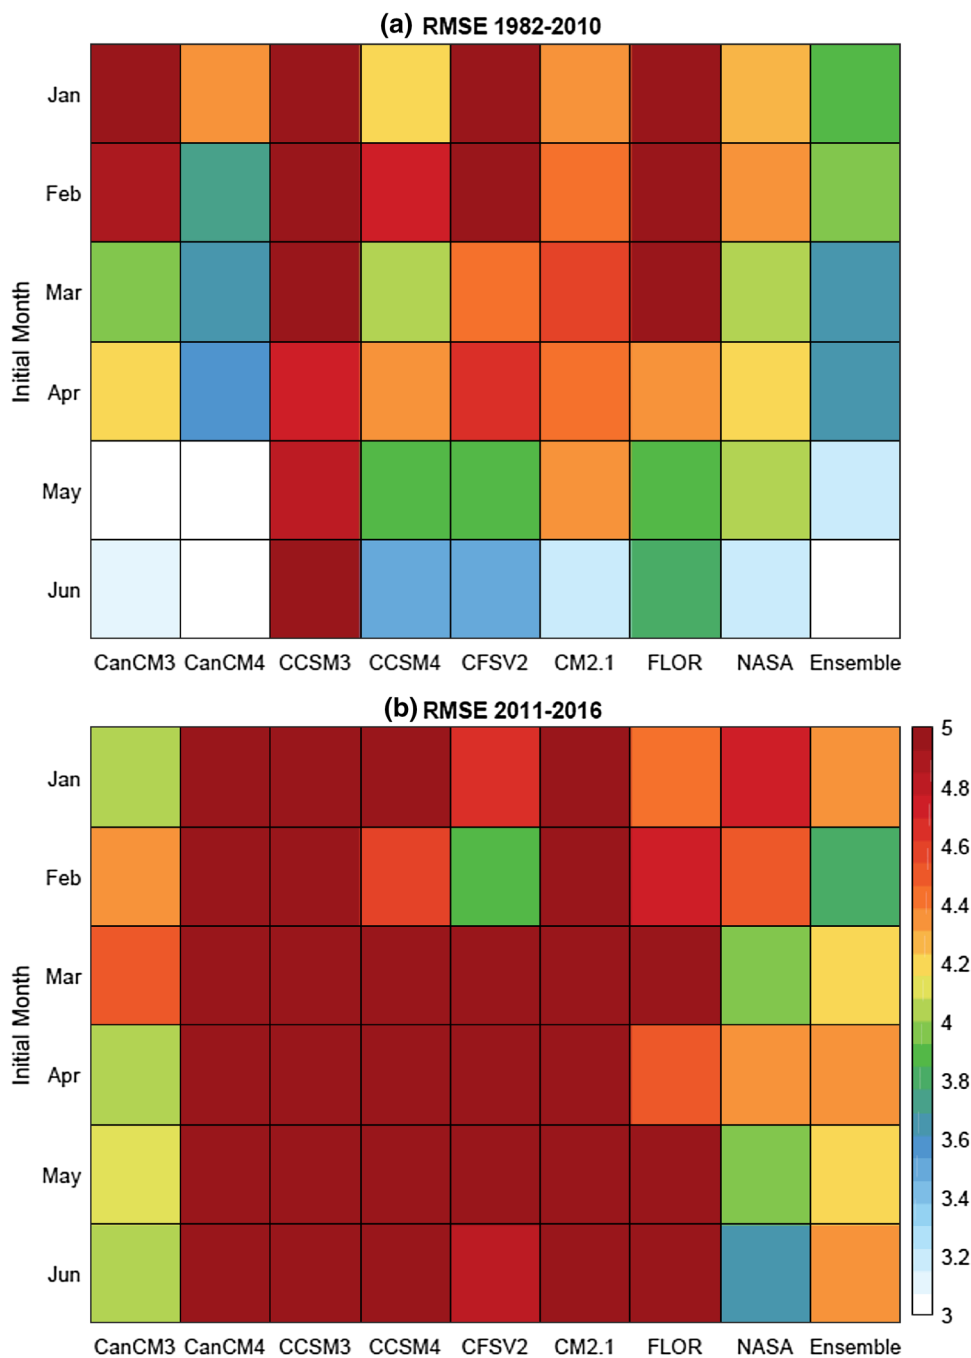 (a) RMSE 1982-2010
Initial Month
Jan
Feb
Mar
Apr
May
Jun
CanCM3 CanCM4 CCSM3 CCSM4 CFSV2 CM2.1 FLOR NASA Ensemble
(b) RMSE 2011-2016
Initial Month
Jan
Feb
Mar
Apr
May
Jun
CanCM3 CanCM4 CCSM3 CCSM4 CFSV2 CM2.1 FLOR NASA Ensemble
5
4.8
4.6
4.4
4.2
4
3.8
3.6
3.4
3.2
3